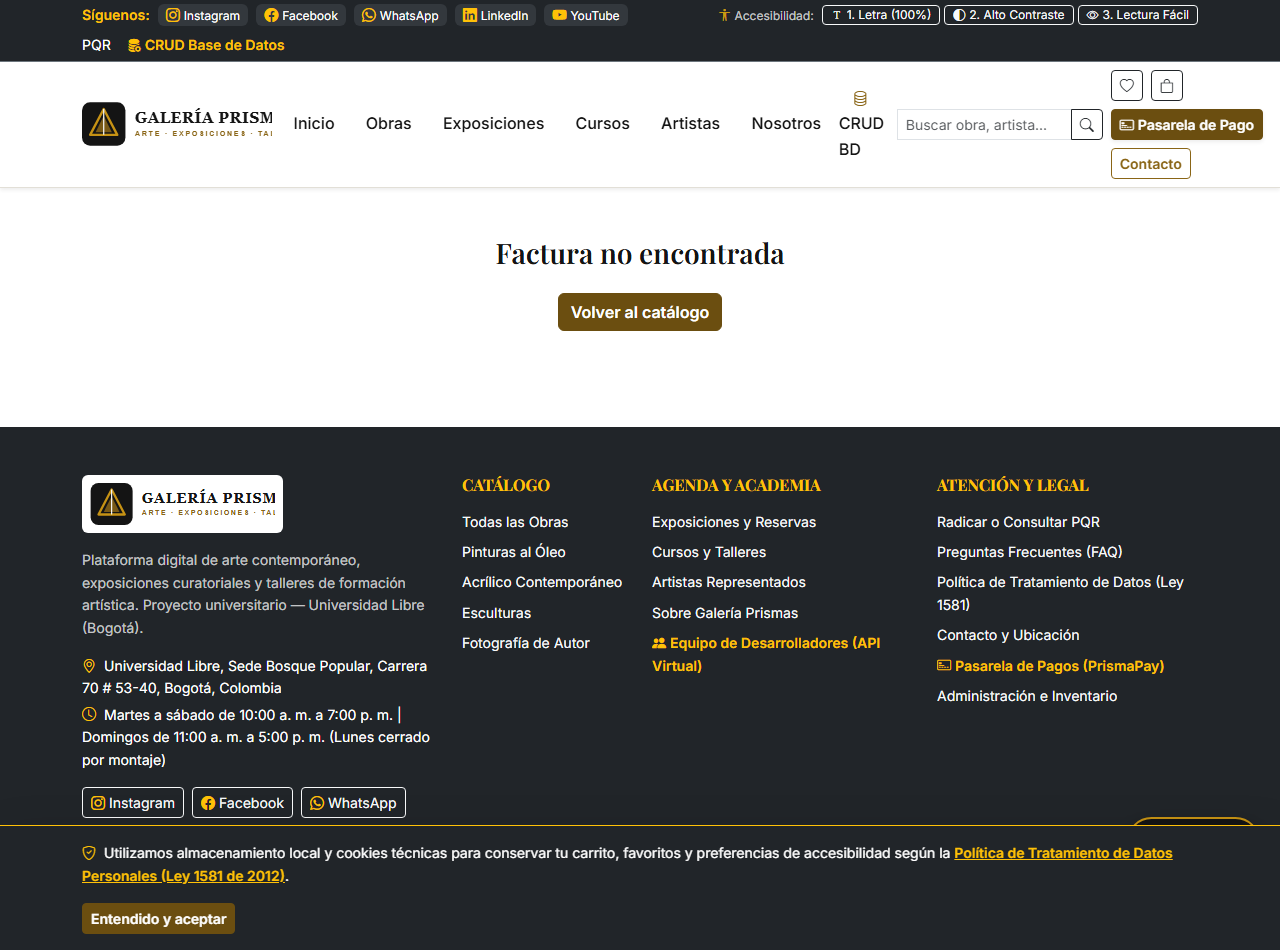 Síguenos: Instagram Facebook WhatsApp LinkedIn YouTube Accesibilidad: 1. Letra (100%) 2. Alto Contraste 3. Lectura Fácil
PQR CRUD Base de Datos
GALERÍA PRISM
ARTE · EXPOSICIONES · TAL
Inicio Obras Exposiciones Cursos Artistas Nosotros
CRUD
BD
Buscar obra, artista...
Pasarela de Pago
Contacto
Factura no encontrada
Volver al catálogo
GALERÍA PRISM
ARTE · EXPOSICIONES · TAL
Plataforma digital de arte contemporáneo,
exposiciones curatoriales y talleres de formación
artística. Proyecto universitario — Universidad Libre
(Bogotá).
Universidad Libre, Sede Bosque Popular, Carrera
70 # 53-40, Bogotá, Colombia
Martes a sábado de 10:00 a. m. a 7:00 p. m. |
Domingos de 11:00 a. m. a 5:00 p. m. (Lunes cerrado
por montaje)
Instagram Facebook WhatsApp
CATÁLOGO
Todas las Obras
Pinturas al Óleo
Acrílico Contemporáneo
Esculturas
Fotografía de Autor
AGENDA Y ACADEMIA
Exposiciones y Reservas
Cursos y Talleres
Artistas Representados
Sobre Galería Prismas
Equipo de Desarrolladores (API
Virtual)
ATENCIÓN Y LEGAL
Radicar o Consultar PQR
Preguntas Frecuentes (FAQ)
Política de Tratamiento de Datos (Ley
1581)
Contacto y Ubicación
Pasarela de Pagos (PrismaPay)
Administración e Inventario
Utilizamos almacenamiento local y cookies técnicas para conservar tu carrito, favoritos y preferencias de accesibilidad según la Política de Tratamiento de Datos
Personales (Ley 1581 de 2012).
Entendido y aceptar